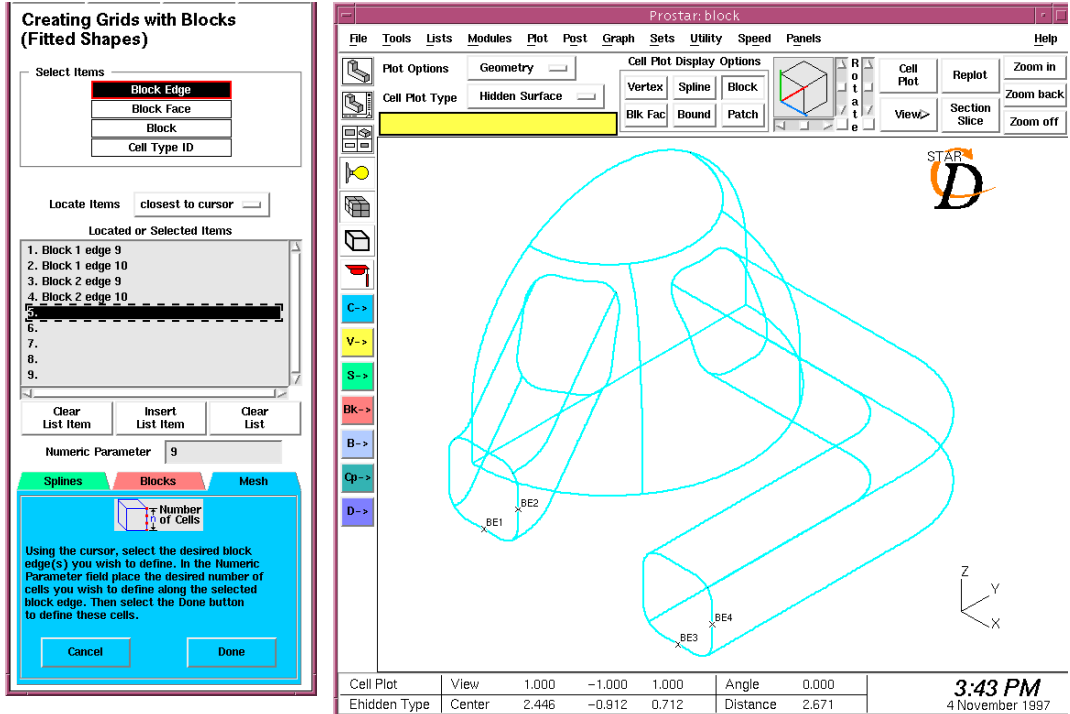 Creating Grids with Blocks
(Fitted Shapes)
Select Items
Block Edge
Block Face
Block
Cell Type ID
Locate Items closest to cursor
Located or Selected Items
1. Block 1 edge 9
2. Block 1 edge 10
3. Block 2 edge 9
4. Block 2 edge 10
5.
6.
7.
8.
9.
Clear List Item
Insert List Item
Clear List
Numeric Parameter 9
Splines Blocks Mesh
n Number
of Cells
Using the cursor, select the desired block
edge(s) you wish to define. In the Numeric
Parameter field place the desired number of
cells you wish to define along the selected
block edge. Then select the Done button
to define these cells.
Cancel Done
Prostar: block
File Tools Lists Modules Plot Post Graph Sets Utility Speed Panels Help
Plot Options Geometry
Cell Plot Type Hidden Surface
Cell Plot Display Options
Vertex Spline Block
Blk Fac Bound Patch
Rotate
Cell Plot
Replot
Zoom in
Zoom back
View>
Section Slice
Zoom off
C->
V->
S->
Bk->
B->
Cp->
D->
STAR
D
BE1
BE2
BE3
BE4
Z
Y
X
Cell Plot View 1.000 -1.000 1.000 Angle 0.000
Ehidden Type Center 2.446 -0.912 0.712 Distance 2.671
3:43 PM
4 November 1997